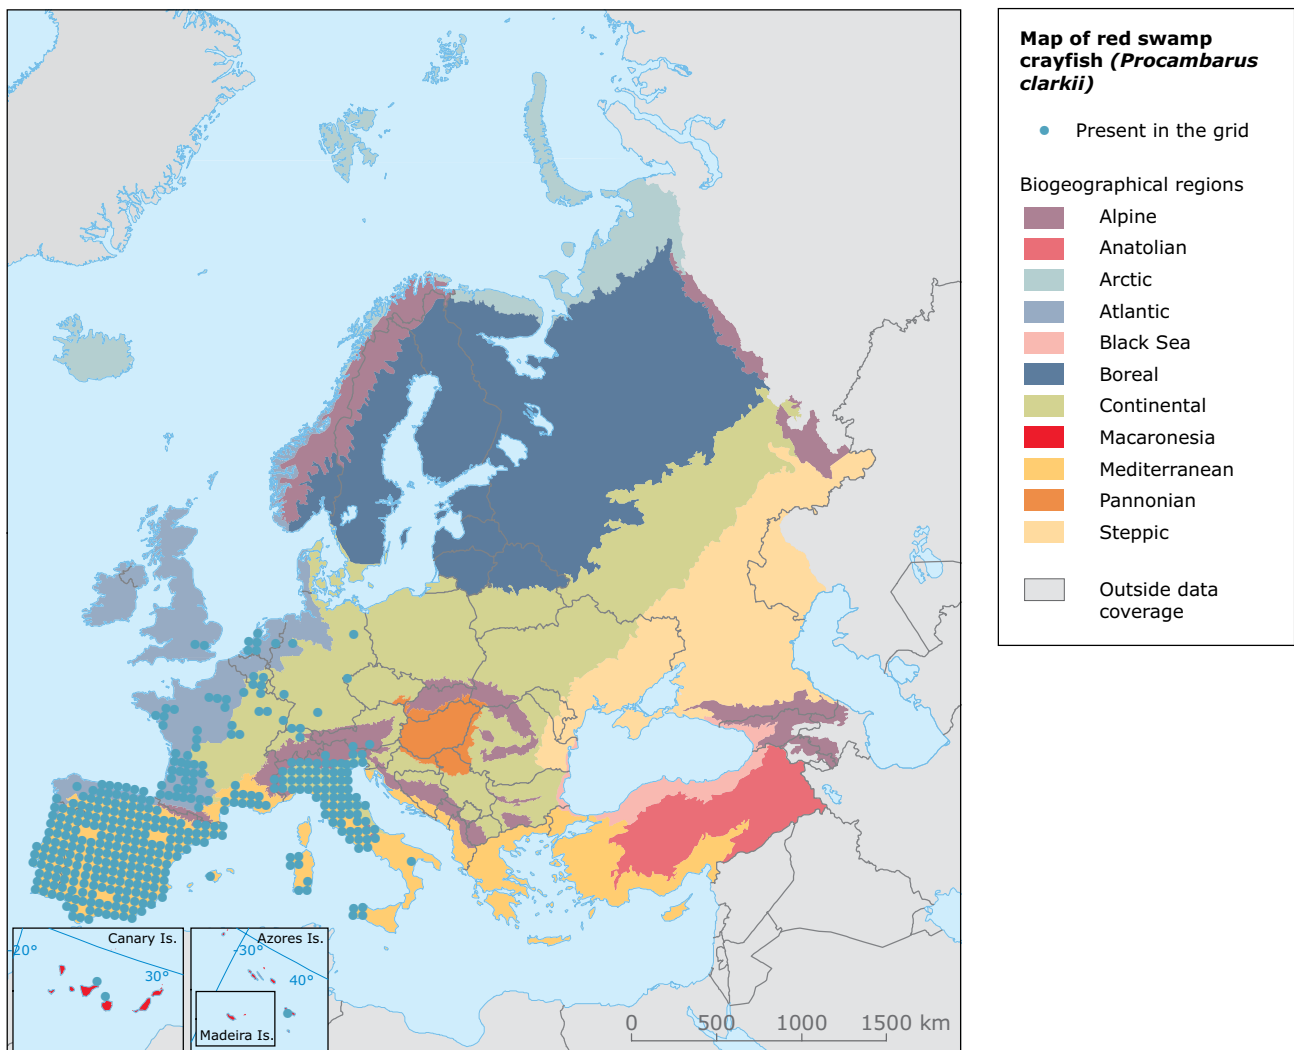 Map of red swamp
crayfish (Procambarus
clarkii)
Present in the grid
Biogeographical regions
Alpine
Anatolian
Arctic
Atlantic
Black Sea
Boreal
Continental
Macaronesia
Mediterranean
Pannonian
Steppic
Outside data
coverage
Canary Is.
-20°
30°
Azores Is.
-30°
40°
Madeira Is.
0 500 1000 1500 km